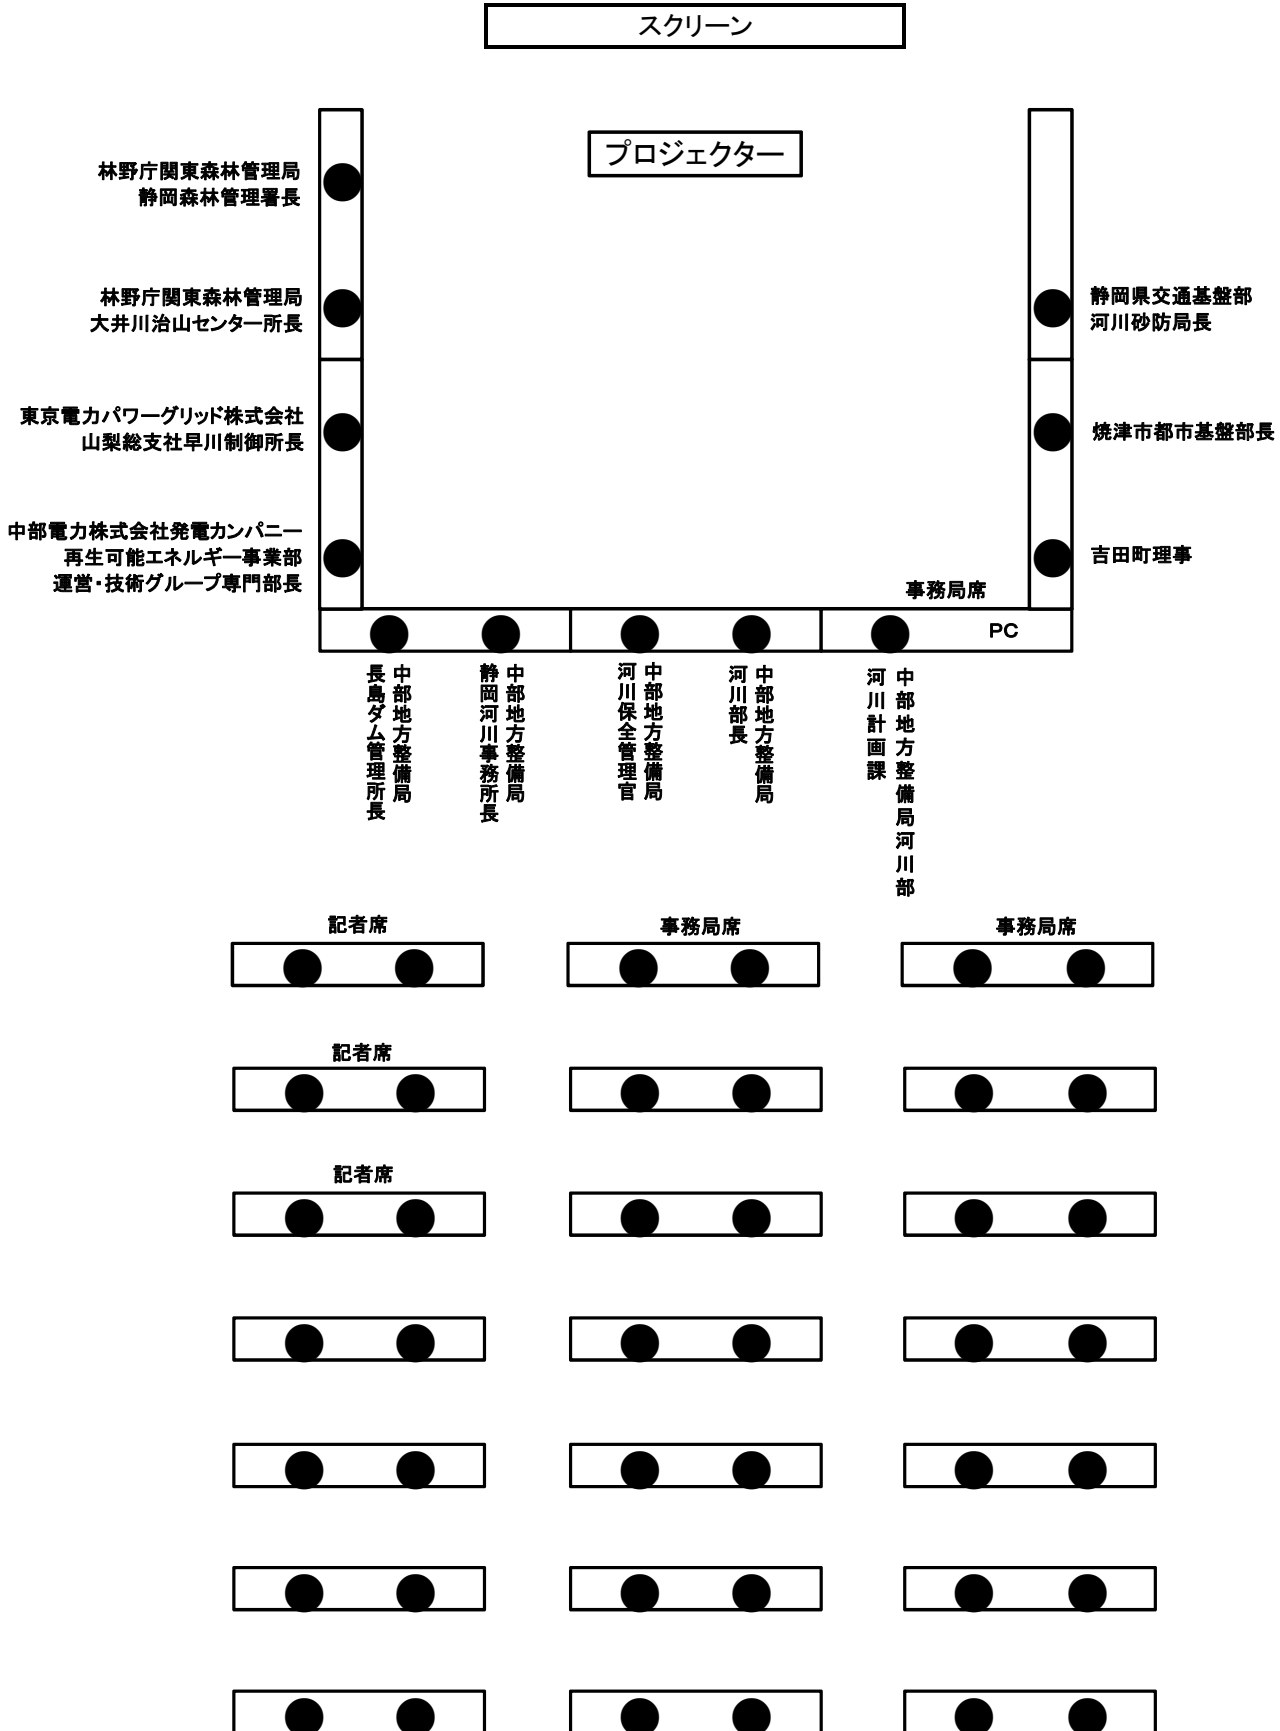 スクリーン
プロジェクター
林野庁関東森林管理局
静岡森林管理署長
林野庁関東森林管理局
大井川治山センター所長
東京電力パワーグリッド株式会社
山梨総支社早川制御所長
中部電力株式会社発電カンパニー
再生可能エネルギー事業部
運営・技術グループ専門部長
静岡県交通基盤部
河川砂防局長
焼津市都市基盤部長
吉田町理事
事務局席
PC
中部地方整備局
長島ダム管理所長
中部地方整備局
静岡河川事務所長
中部地方整備局
河川保全管理官
中部地方整備局
河川部長
中部地方整備局河川部
河川計画課
記者席
事務局席
事務局席
記者席
記者席